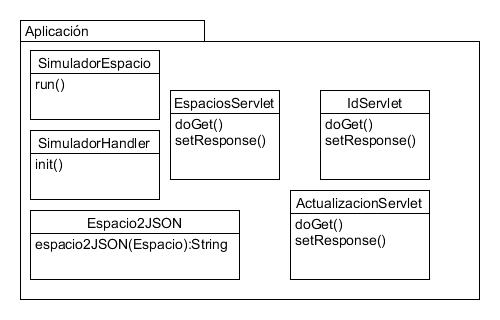 Aplicación
SimuladorEspacio
run()
EspaciosServlet
doGet()
setResponse()
IdServlet
doGet()
setResponse()
SimuladorHandler
init()
ActualizacionServlet
doGet()
setResponse()
Espacio2JSON
espacio2JSON(Espacio):String